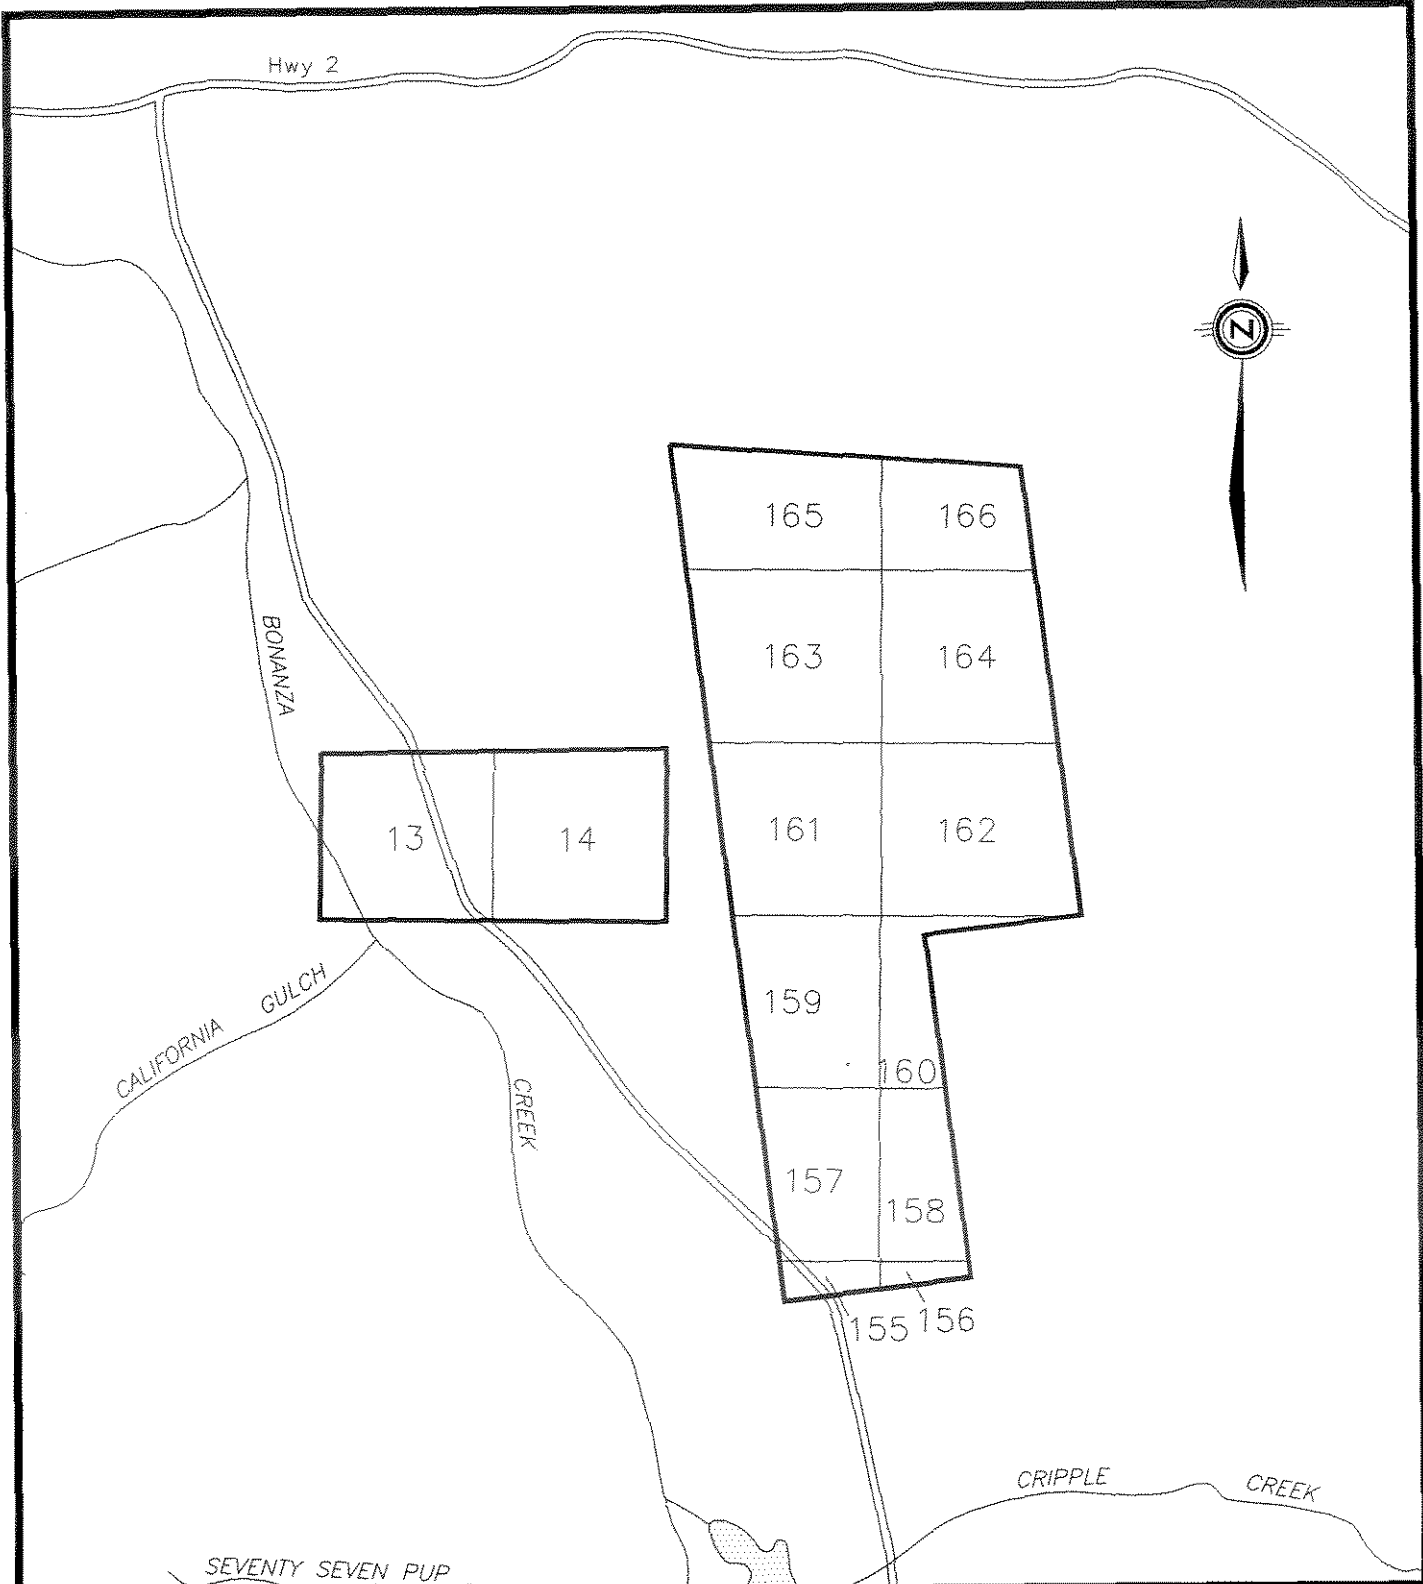 Hwy 2
N
165 166
163 164
BONANZA
13 14
161 162
CALIFORNIA GULCH
159
160
CREEK
157
158
155 156
CRIPPLE CREEK
SEVENTY SEVEN PUP